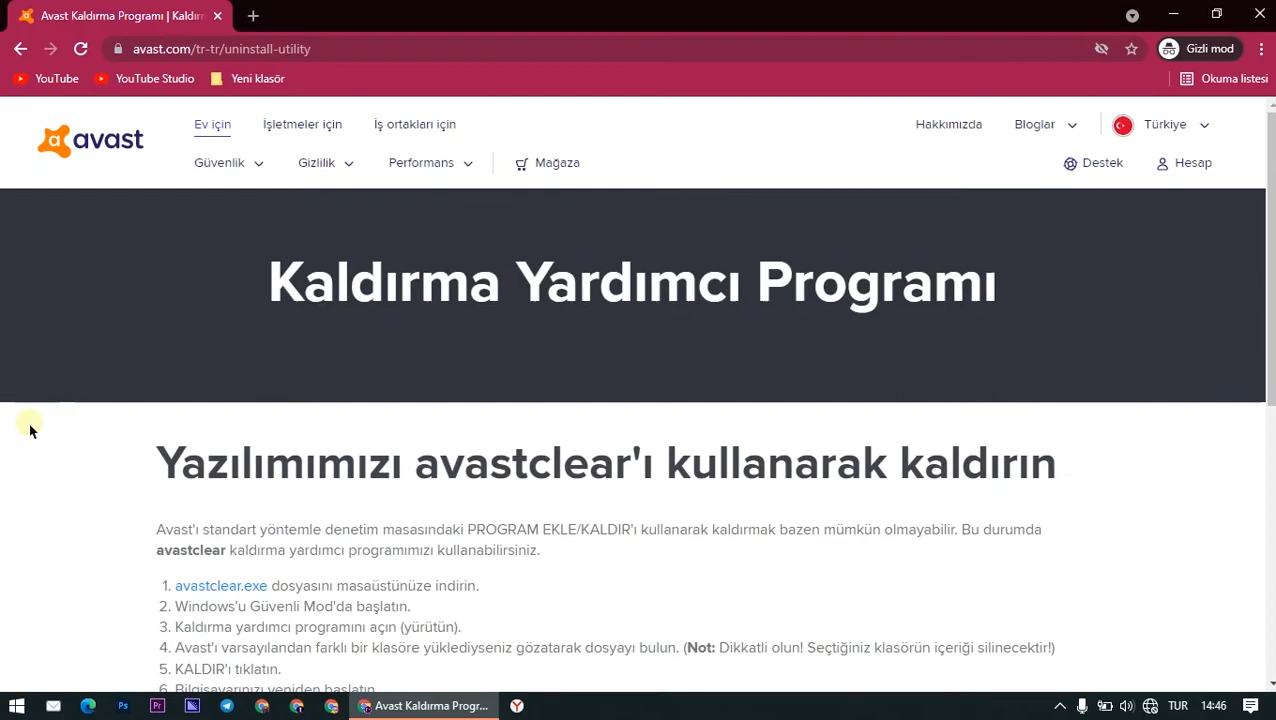 Avast Kaldırma Programı | Kaldırm
avast.com/tr-tr/uninstall-utility
Gizli mod
YouTube
YouTube Studio
Yeni klasör
Okuma listesi
avast
Ev için
İşletmeler için
İş ortakları için
Hakkımızda
Bloglar
Türkiye
Güvenlik
Gizlilik
Performans
Mağaza
Destek
Hesap
Kaldırma Yardımcı Programı
Yazılımımızı avastclear'ı kullanarak kaldırın
Avast'ı standart yöntemle denetim masasındaki PROGRAM EKLE/KALDIR'ı kullanarak kaldırmak bazen mümkün olmayabilir. Bu durumda
avastclear kaldırma yardımcı programımızı kullanabilirsiniz.
1. avastclear.exe dosyasını masaüstünüze indirin.
2. Windows'u Güvenli Mod'da başlatın.
3. Kaldırma yardımcı programını açın (yürütün).
4. Avast'ı varsayılandan farklı bir klasöre yüklediyseniz gözatarak dosyayı bulun. (Not: Dikkatli olun! Seçtiğiniz klasörün içeriği silinecektir!)
5. KALDIR'ı tıklatın.
6. Bilgisayarınızı yeniden başlatın
Avast Kaldırma Progr...
TUR
14:46